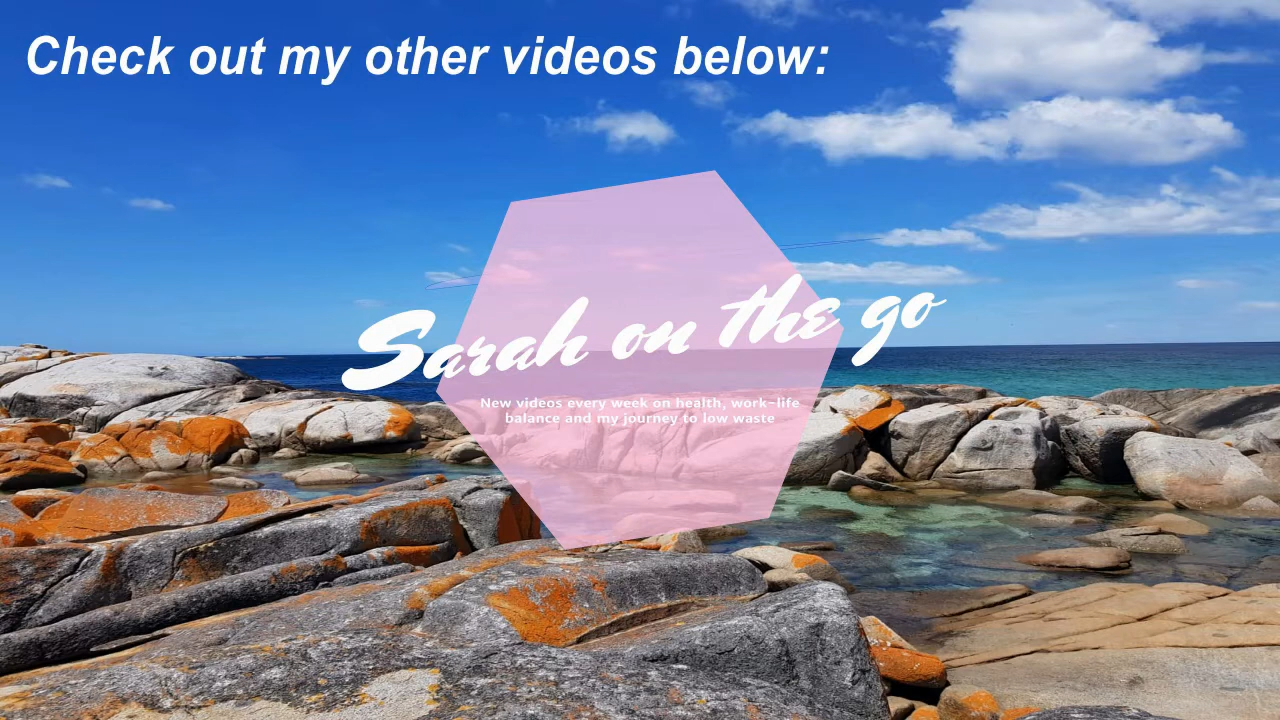 Check out my other videos below:
Sarah on the go
New videos every week on health, work-life
balance and my journey to low waste